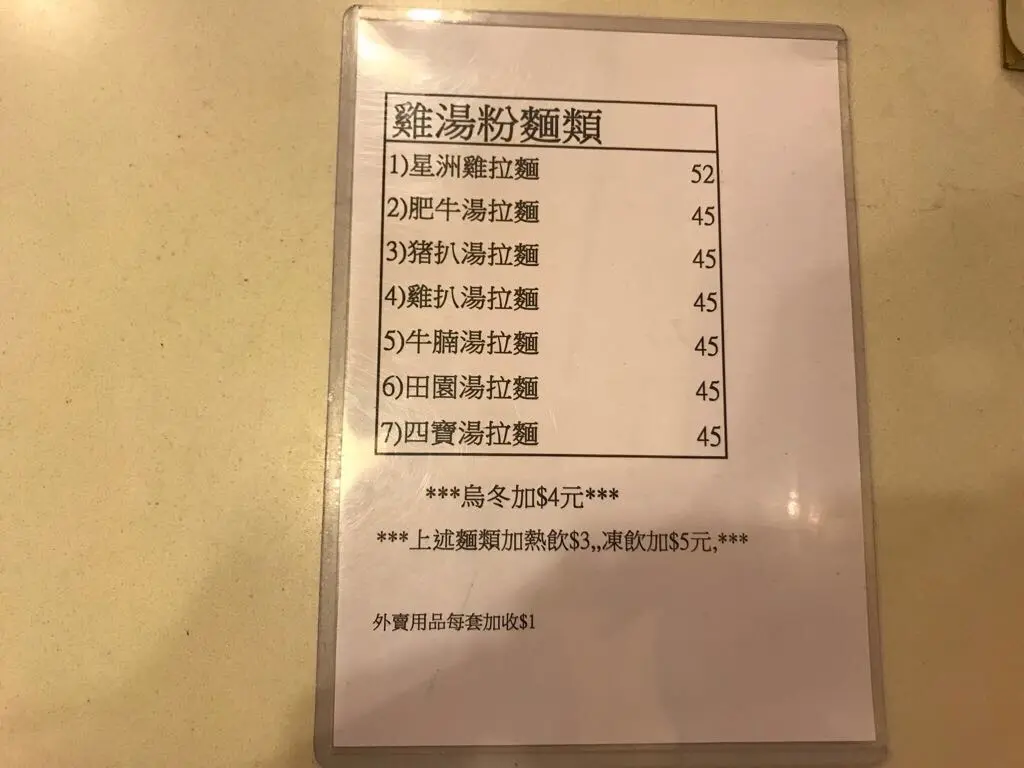 雞湯粉麵類
1)星洲雞拉麵 52
2)肥牛湯拉麵 45
3)猪扒湯拉麵 45
4)雞扒湯拉麵 45
5)牛腩湯拉麵 45
6)田園湯拉麵 45
7)四寶湯拉麵 45
***烏冬加$4元***
***上述麵類加熱飲$3,,凍飲加$5元,***
外賣用品每套加收$1